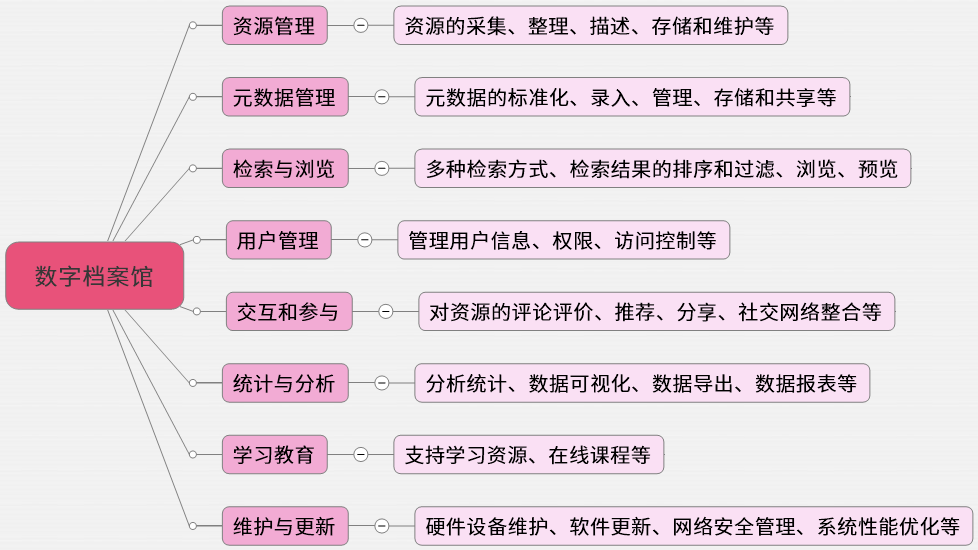 资源管理
资源的采集、整理、描述、存储和维护等
元数据管理
元数据的标准化、录入、管理、存储和共享等
检索与浏览
多种检索方式、检索结果的排序和过滤、浏览、预览
用户管理
管理用户信息、权限、访问控制等
数字档案馆
交互和参与
对资源的评论评价、推荐、分享、社交网络整合等
统计与分析
分析统计、数据可视化、数据导出、数据报表等
学习教育
支持学习资源、在线课程等
维护与更新
硬件设备维护、软件更新、网络安全管理、系统性能优化等